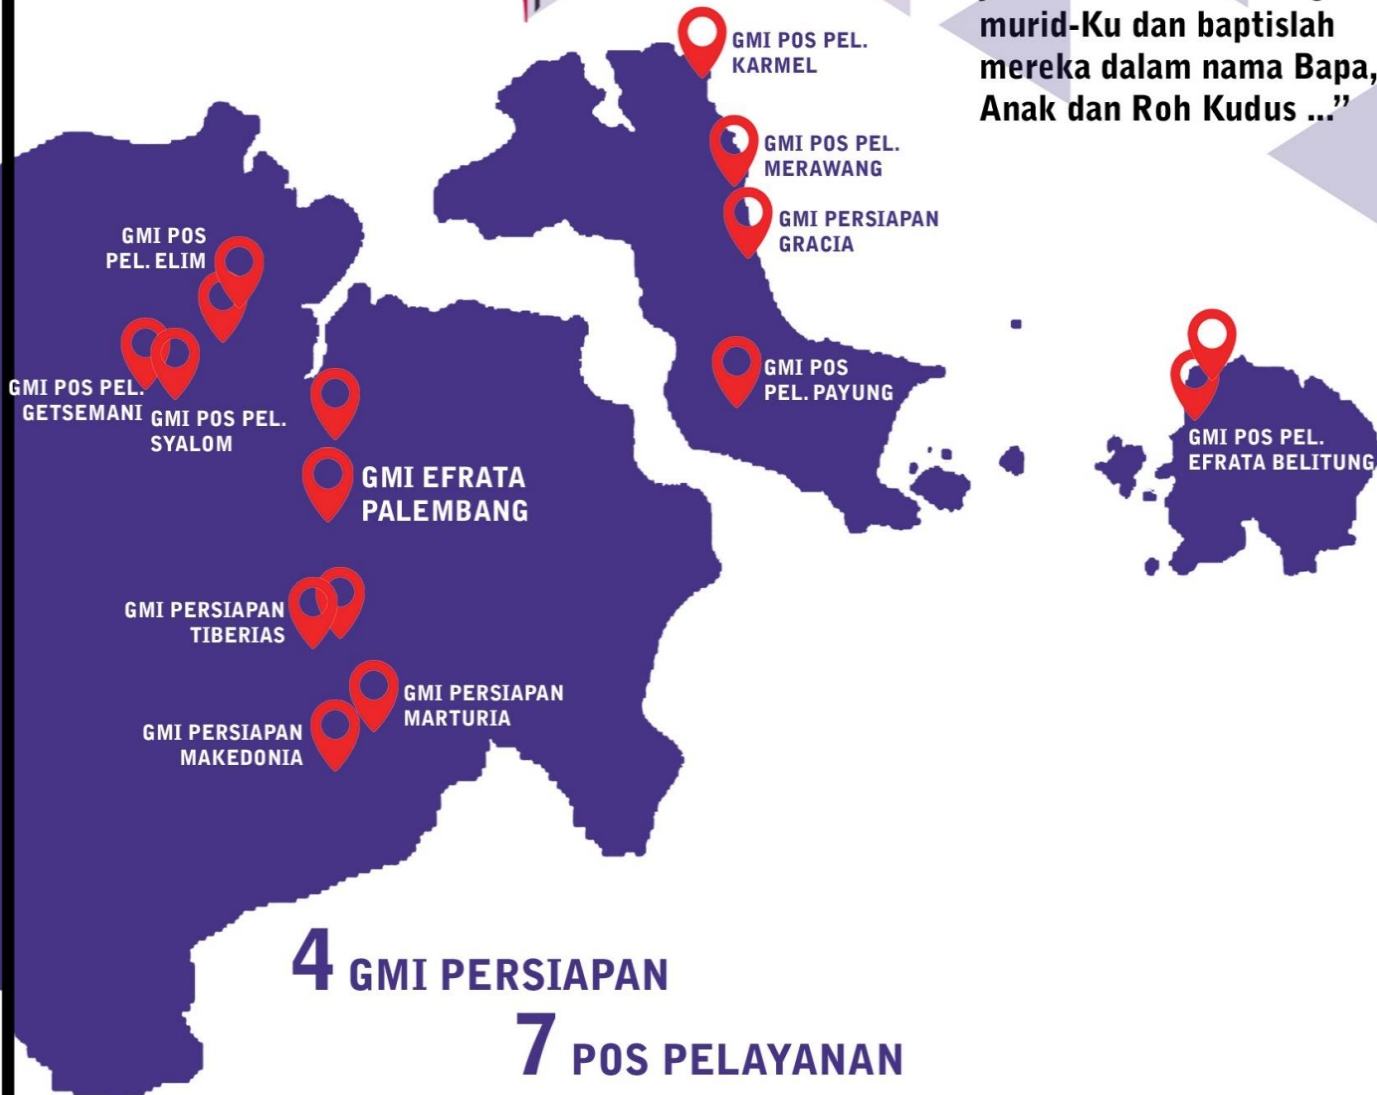 murid-Ku dan baptislah
mereka dalam nama Bapa,
Anak dan Roh Kudus ...”
GMI POS PEL.
KARMEL
GMI POS PEL.
MERAWANG
GMI PERSIAPAN
GRACIA
GMI POS
PEL. ELIM
GMI POS PEL.
GETSEMANI
GMI POS PEL.
SYALOM
GMI POS
PEL. PAYUNG
GMI POS PEL.
EFRATA BELITUNG
GMI EFRATA
PALEMBANG
GMI PERSIAPAN
TIBERIAS
GMI PERSIAPAN
MARTURIA
GMI PERSIAPAN
MAKEDONIA
4 GMI PERSIAPAN
7 POS PELAYANAN